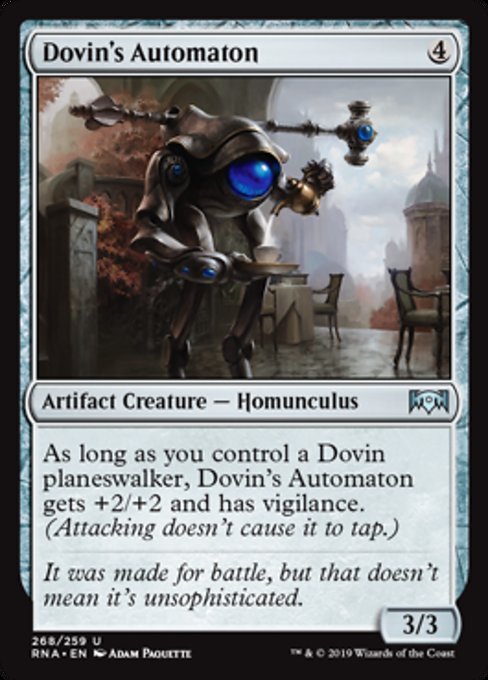 Dovin's Automaton 4
Artifact Creature — Homunculus
As long as you control a Dovin
planeswalker, Dovin's Automaton
gets +2/+2 and has vigilance.
(Attacking doesn't cause it to tap.)
It was made for battle, but that doesn't
mean it's unsophisticated.
3/3
268/259 U
RNA • EN Adam Paquette
™ & © 2019 Wizards of the Coast